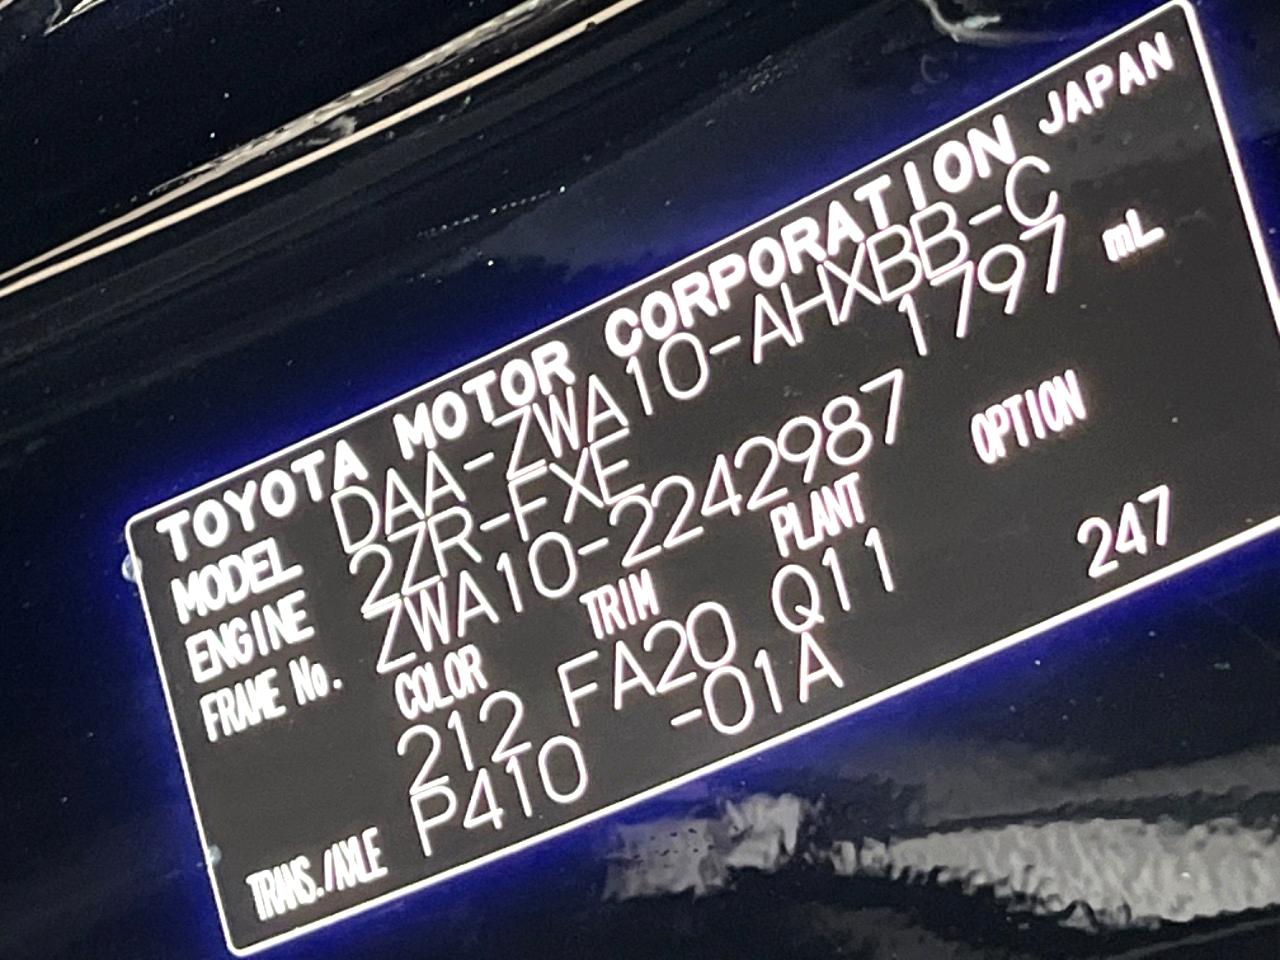 TOYOTA MOTOR CORPORATION JAPAN
MODEL DAA-ZWA10-AHXBB-C
ENGINE 2ZR-FXE 1797 mL
FRAME No. ZWA10-2242987
COLOR TRIM PLANT OPTION
212 FA20 Q11 247
TRANS./AXLE P410 -01A